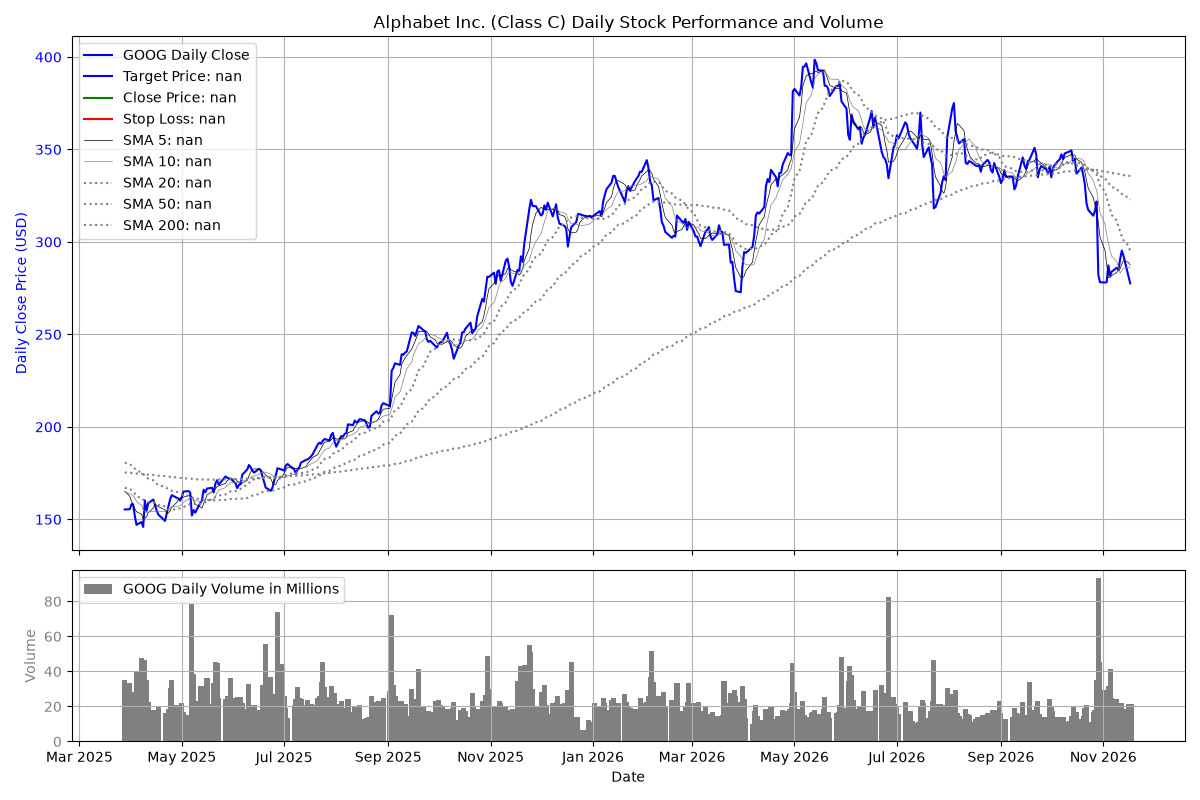 Alphabet Inc. (Class C) Daily Stock Performance and Volume
Daily Close Price (USD)
400
350
300
250
200
150
GOOG Daily Close
Target Price: nan
Close Price: nan
Stop Loss: nan
SMA 5: nan
SMA 10: nan
SMA 20: nan
SMA 50: nan
SMA 200: nan
Volume
80
60
40
20
0
GOOG Daily Volume in Millions
Mar 2025 May 2025 Jul 2025 Sep 2025 Nov 2025 Jan 2026 Mar 2026 May 2026 Jul 2026 Sep 2026 Nov 2026
Date